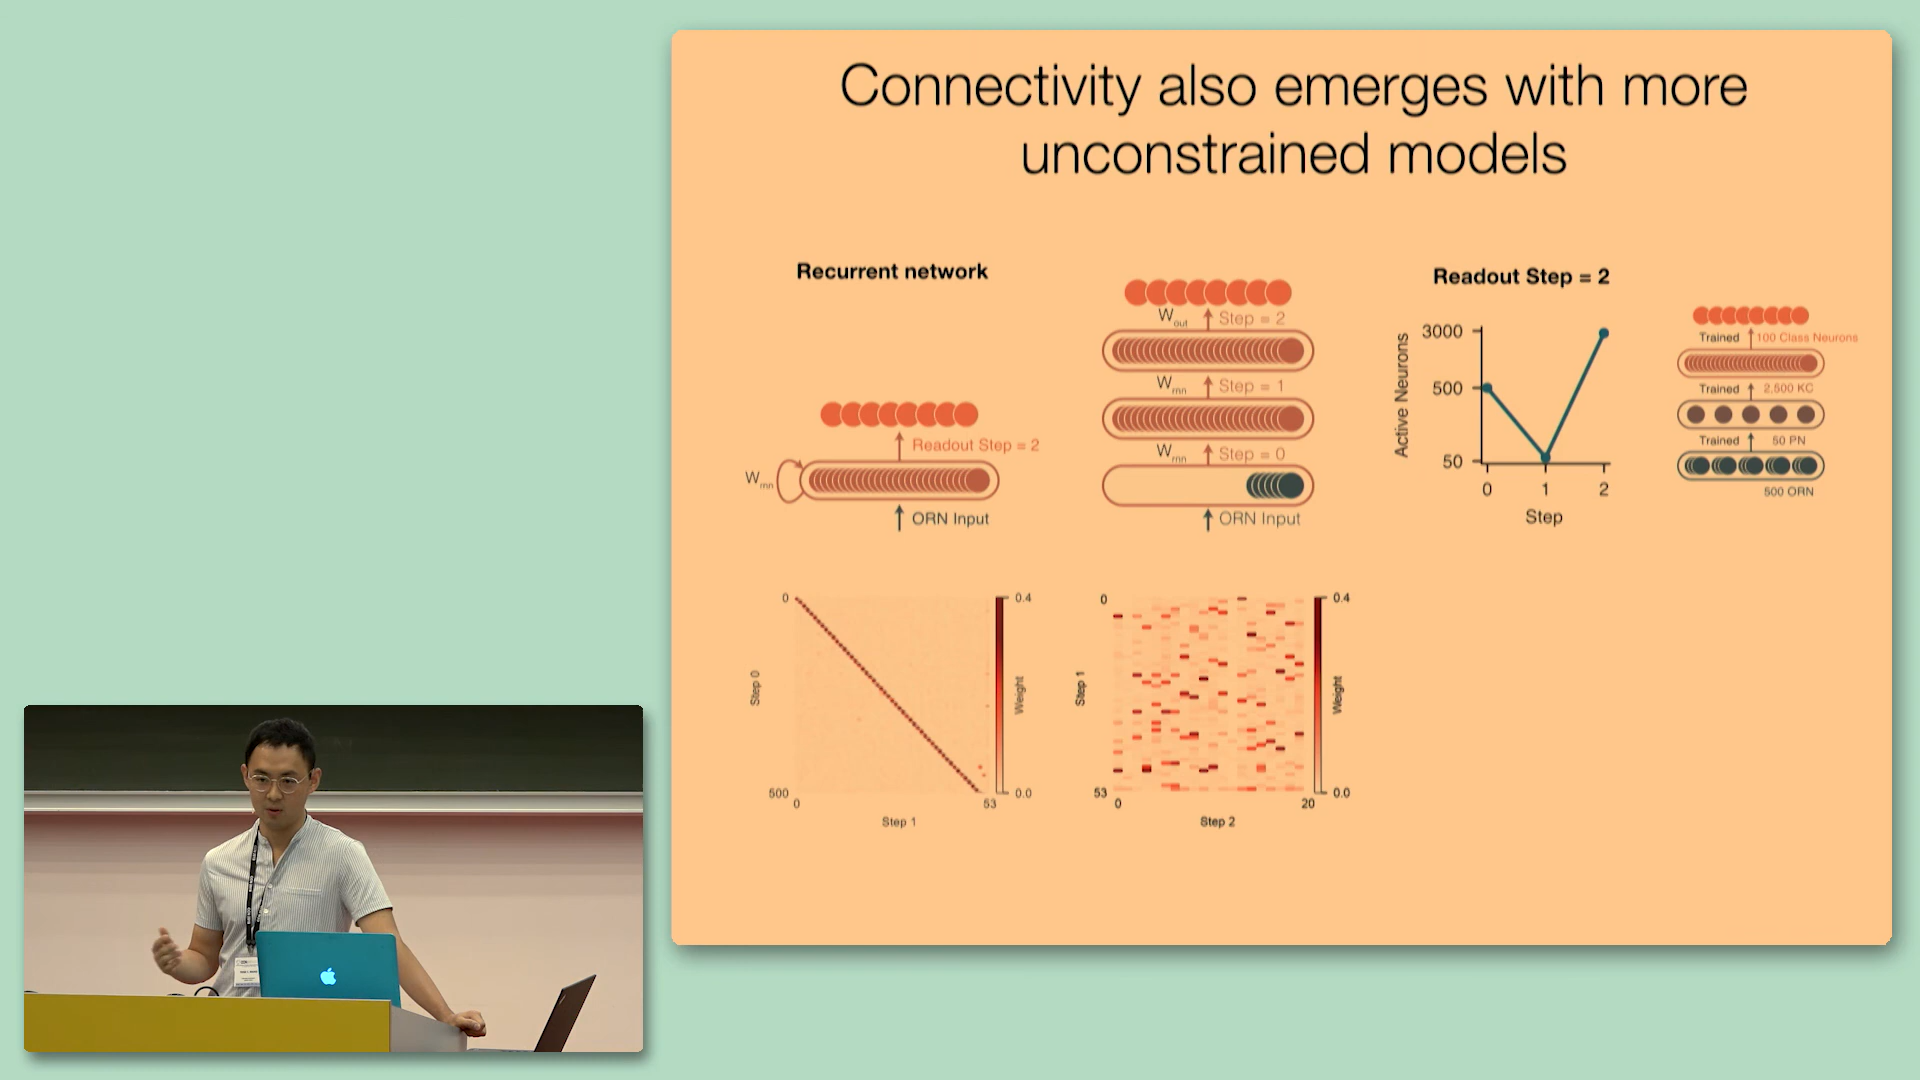 Connectivity also emerges with more
unconstrained models
Recurrent network
Readout Step = 2
W_rnn
ORN Input
W_out
Step = 2
W_rnn
Step = 1
W_rnn
Step = 0
ORN Input
Readout Step = 2
Active Neurons
3000
500
50
0 1 2
Step
Trained 100 Class Neurons
Trained 2,500 KC
Trained 50 PN
500 ORN
0
Step 0
500
0 53
Step 1
0.4
Weight
0.0
0
Step 1
53
0 20
Step 2
0.4
Weight
0.0